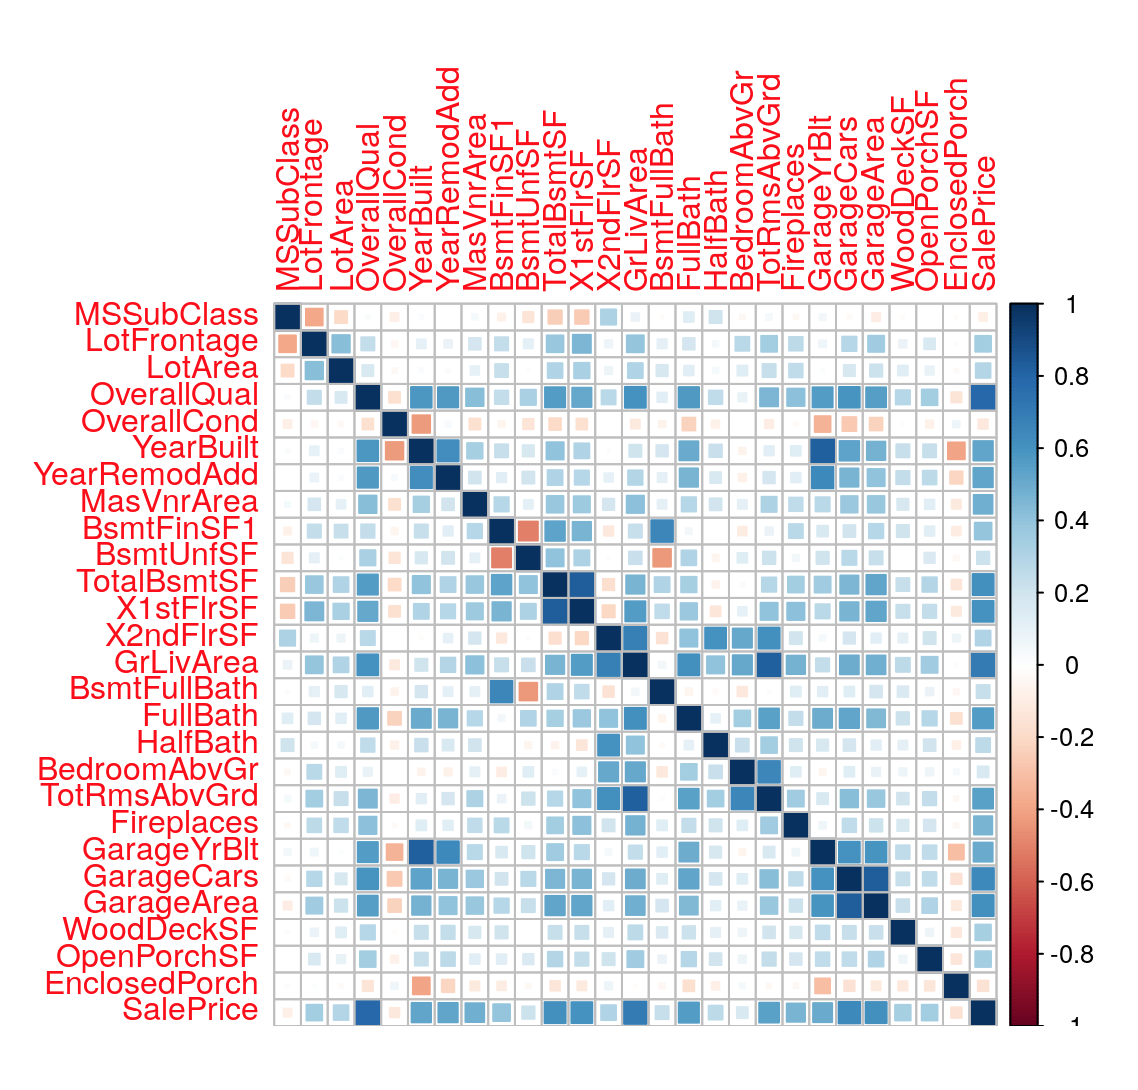 MSSubClass
LotFrontage
LotArea
OverallQual
OverallCond
YearBuilt
YearRemodAdd
MasVnrArea
BsmtFinSF1
BsmtUnfSF
TotalBsmtSF
X1stFlrSF
X2ndFlrSF
GrLivArea
BsmtFullBath
FullBath
HalfBath
BedroomAbvGr
TotRmsAbvGrd
Fireplaces
GarageYrBlt
GarageCars
GarageArea
WoodDeckSF
OpenPorchSF
EnclosedPorch
SalePrice
MSSubClass
LotFrontage
LotArea
OverallQual
OverallCond
YearBuilt
YearRemodAdd
MasVnrArea
BsmtFinSF1
BsmtUnfSF
TotalBsmtSF
X1stFlrSF
X2ndFlrSF
GrLivArea
BsmtFullBath
FullBath
HalfBath
BedroomAbvGr
TotRmsAbvGrd
Fireplaces
GarageYrBlt
GarageCars
GarageArea
WoodDeckSF
OpenPorchSF
EnclosedPorch
SalePrice
1
0.8
0.6
0.4
0.2
0
-0.2
-0.4
-0.6
-0.8